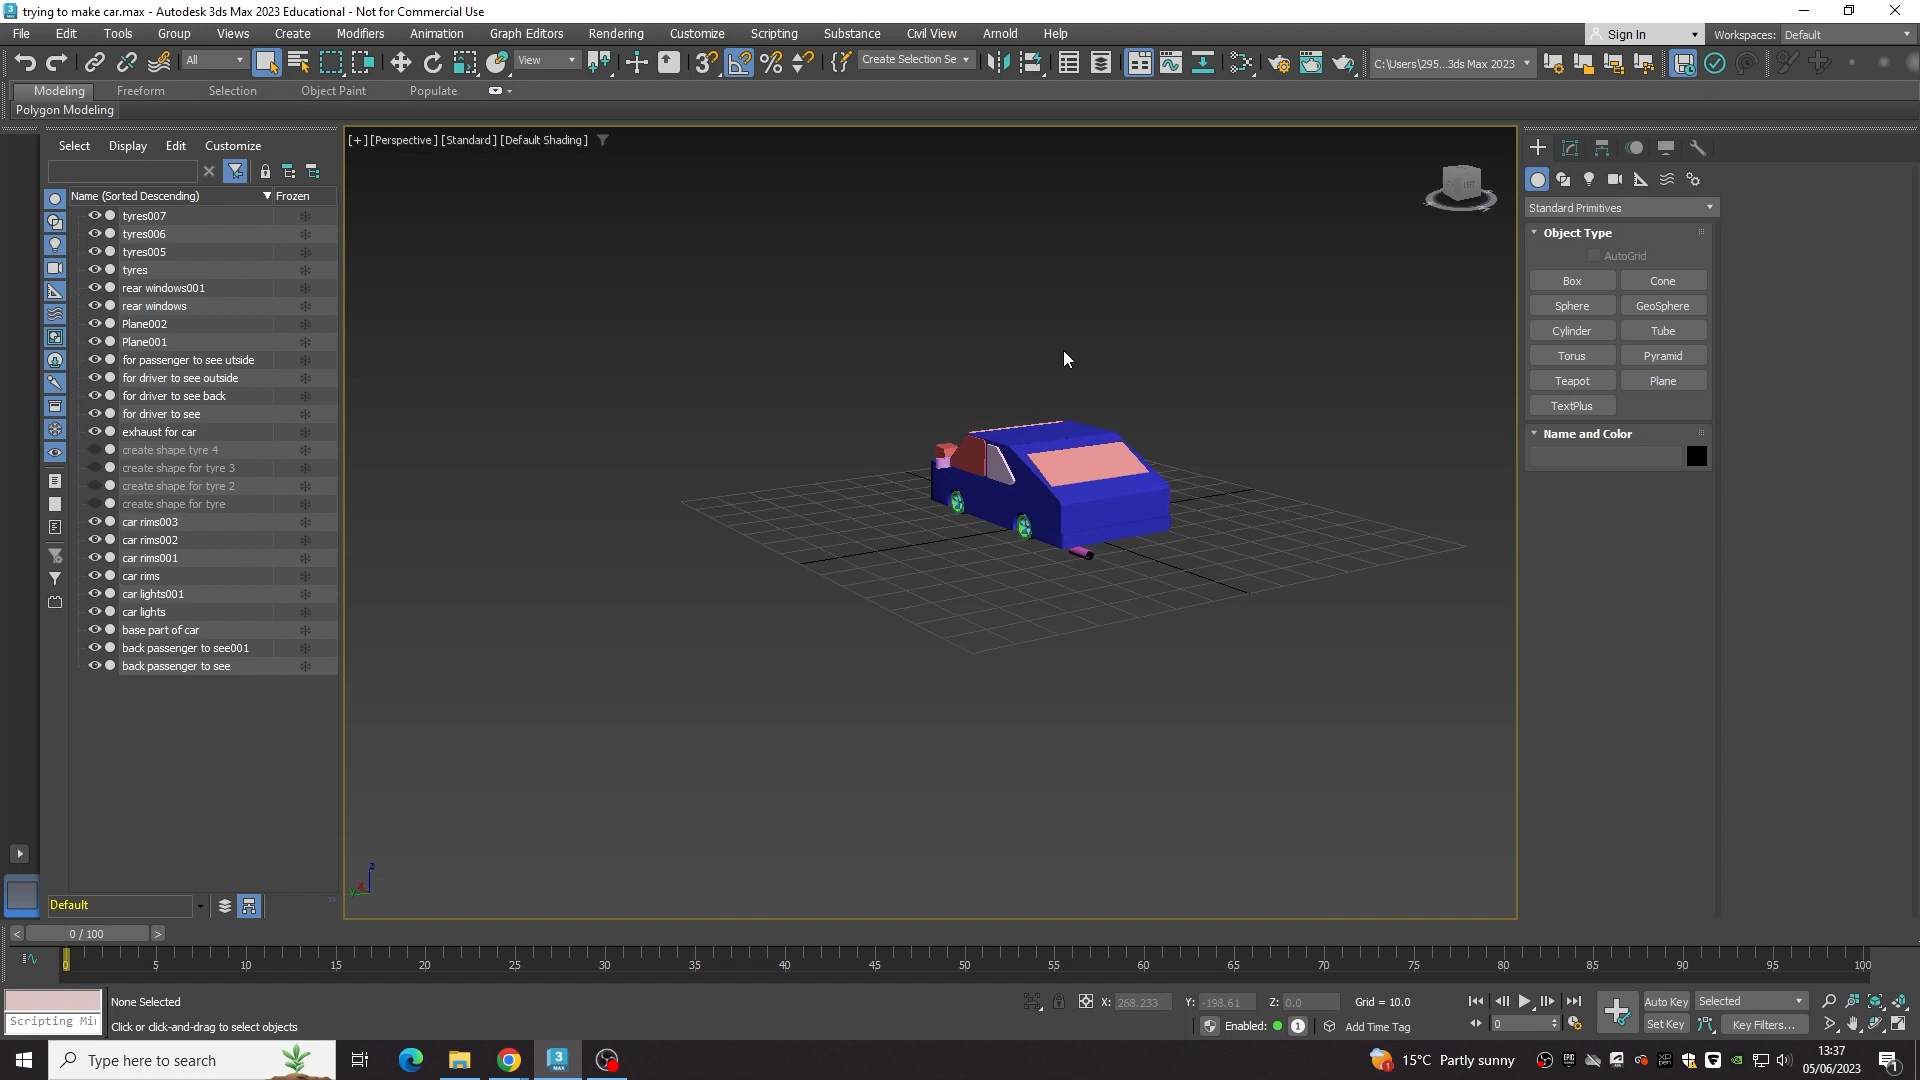 trying to make car.max - Autodesk 3ds Max 2023 Educational - Not for Commercial Use
File Edit Tools Group Views Create Modifiers Animation Graph Editors Rendering Customize Scripting Substance Civil View Arnold Help Sign In Workspaces: Default
All View Create Selection Se C:\Users\295...3ds Max 2023
Modeling Freeform Selection Object Paint Populate
Polygon Modeling
Select Display Edit Customize
[+] [Perspective] [Standard] [Default Shading]
Name (Sorted Descending) Frozen
tyres007
tyres006
tyres005
tyres
rear windows001
rear windows
Plane002
Plane001
for passenger to see utside
for driver to see outside
for driver to see back
for driver to see
exhaust for car
create shape tyre 4
create shape for tyre 3
create shape for tyre 2
create shape for tyre
car rims003
car rims002
car rims001
car rims
car lights001
car lights
base part of car
back passenger to see001
back passenger to see
LEFT
Standard Primitives
Object Type
AutoGrid
Box Cone
Sphere GeoSphere
Cylinder Tube
Torus Pyramid
Teapot Plane
TextPlus
Name and Color
z
Default
< 0 / 100 >
0 5 10 15 20 25 30 35 40 45 50 55 60 65 70 75 80 85 90 95 100
None Selected X: 268.233 Y: -198.61 Z: 0.0 Grid = 10.0 Auto Key Selected
Scripting Mi Click or click-and-drag to select objects Enabled: 1 Add Time Tag 0 Set Key Key Filters...
Type here to search 15°C Partly sunny 13:37
05/06/2023